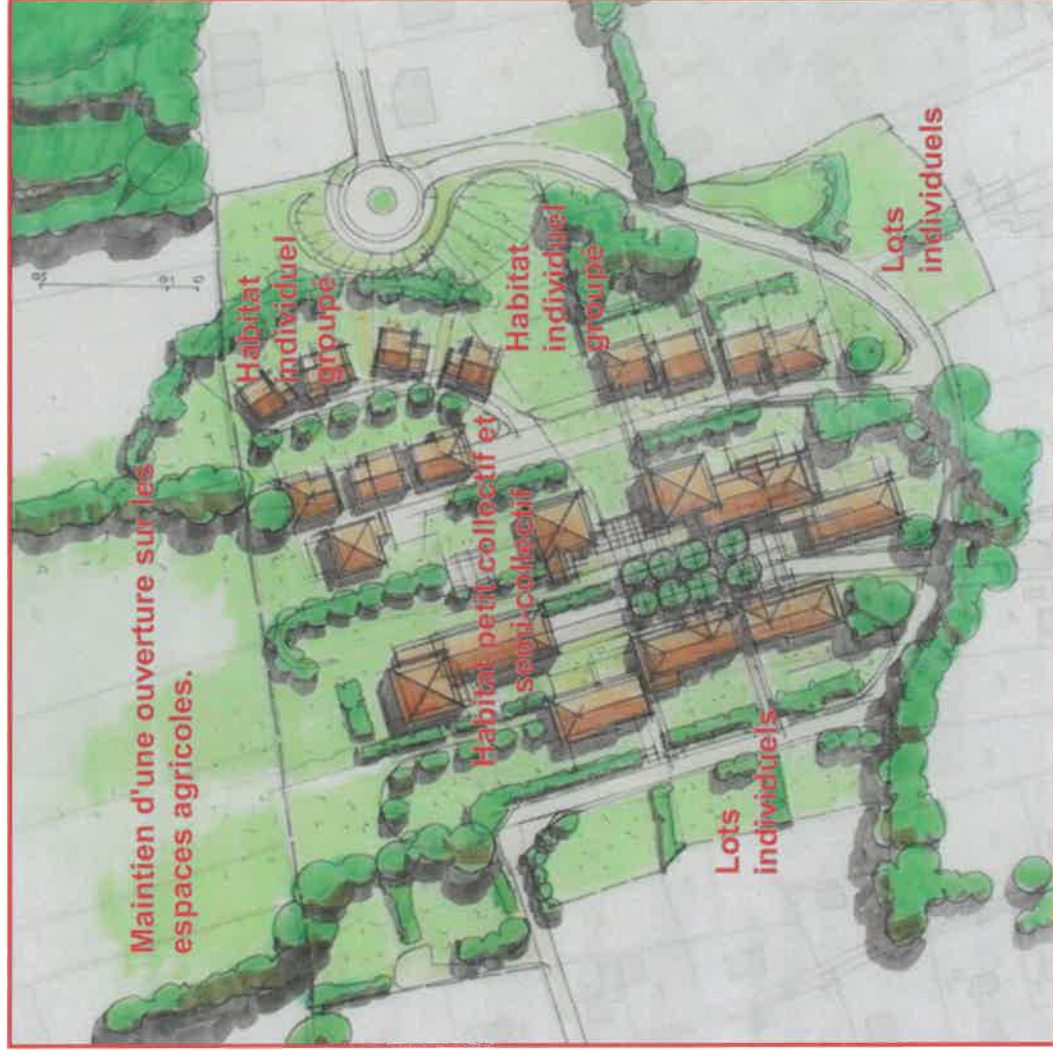 Maintien d'une ouverture sur les
espaces agricoles.
Habitat
individuel
groupé
Habitat
individuel
groupé
Habitat petit collectif et
semi-collectif
Lots
individuels
Lots
individuels